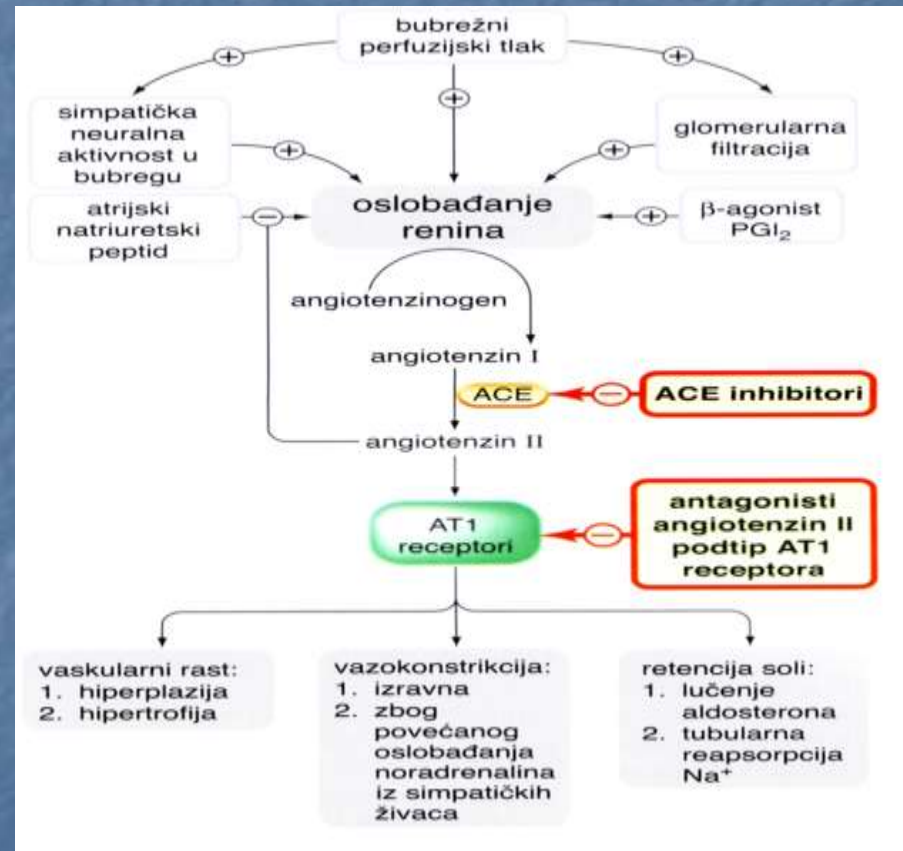 bubrežni
perfuzijski tlak
+
+
+
simpatička
neuralna
aktivnost u
bubregu
+
+
glomerularna
filtracija
atrijski
natriuretski
peptid
−
oslobađanje
renina
+
β-agonist
PGI₂
angiotenzinogen
angiotenzin I
ACE
−
ACE inhibitori
angiotenzin II
AT1
receptori
−
antagonisti
angiotenzin II
podtip AT1
receptora
vaskularni rast:
1. hiperplazija
2. hipertrofija
vazokonstrikcija:
1. izravna
2. zbog
povećanog
oslobađanja
noradrenalina
iz simpatičkih
živaca
retencija soli:
1. lučenje
aldosterona
2. tubularna
reapsorpcija
Na⁺